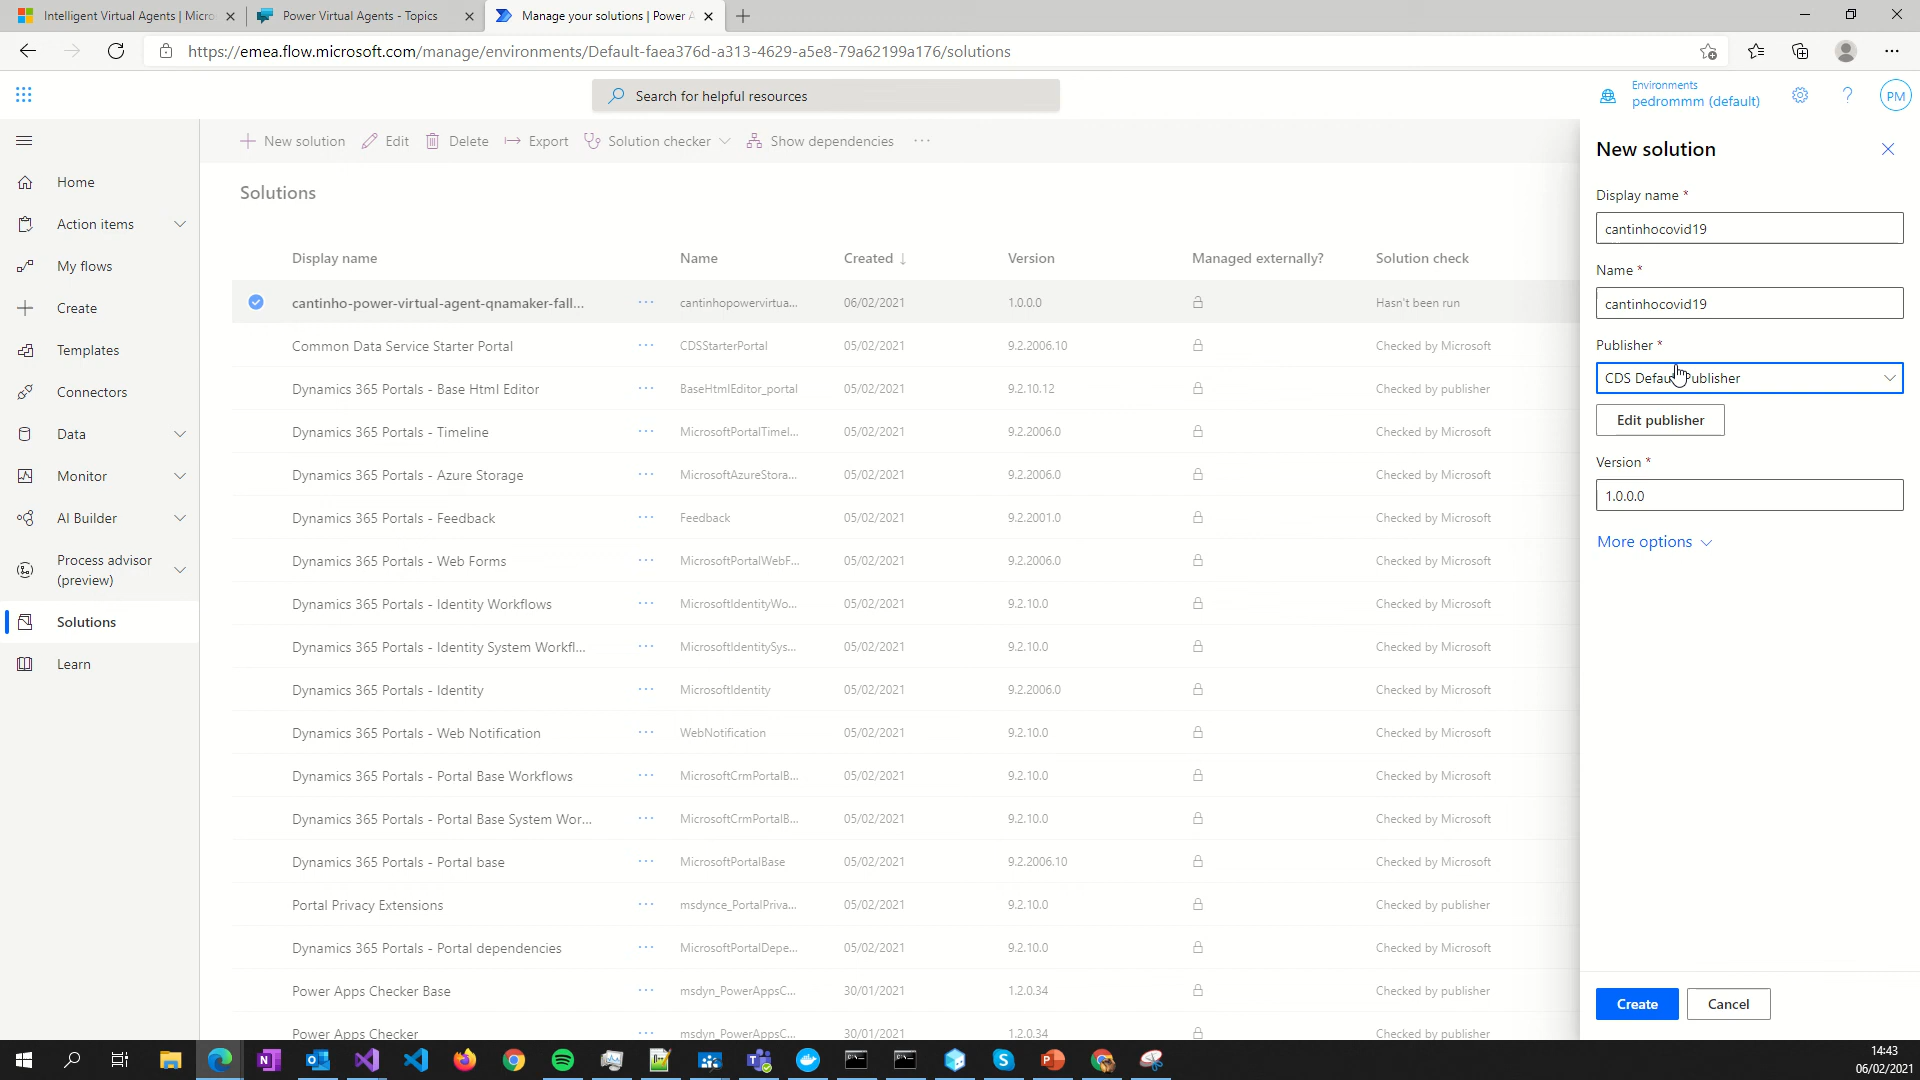 Intelligent Virtual Agents | Micro
Power Virtual Agents - Topics
Manage your solutions | Power A
https://emea.flow.microsoft.com/manage/environments/Default-faea376d-a313-4629-a5e8-79a62199a176/solutions
Search for helpful resources
Environments
pedrommm (default)
PM
New solution
Edit
Delete
Export
Solution checker
Show dependencies
Home
Action items
My flows
Create
Templates
Connectors
Data
Monitor
AI Builder
Process advisor
(preview)
Solutions
Learn
Solutions
Display name Name Created ↓ Version Managed externally? Solution check
cantinho-power-virtual-agent-qnamaker-fall... cantinhopowervirtua... 06/02/2021 1.0.0.0 Hasn't been run
Common Data Service Starter Portal CDSStarterPortal 05/02/2021 9.2.2006.10 Checked by Microsoft
Dynamics 365 Portals - Base Html Editor BaseHtmlEditor_portal 05/02/2021 9.2.10.12 Checked by publisher
Dynamics 365 Portals - Timeline MicrosoftPortalTimel... 05/02/2021 9.2.2006.0 Checked by Microsoft
Dynamics 365 Portals - Azure Storage MicrosoftAzureStora... 05/02/2021 9.2.2006.0 Checked by Microsoft
Dynamics 365 Portals - Feedback Feedback 05/02/2021 9.2.2001.0 Checked by Microsoft
Dynamics 365 Portals - Web Forms MicrosoftPortalWebF... 05/02/2021 9.2.2006.0 Checked by Microsoft
Dynamics 365 Portals - Identity Workflows MicrosoftIdentityWo... 05/02/2021 9.2.10.0 Checked by Microsoft
Dynamics 365 Portals - Identity System Workfl... MicrosoftIdentitySys... 05/02/2021 9.2.10.0 Checked by Microsoft
Dynamics 365 Portals - Identity MicrosoftIdentity 05/02/2021 9.2.2006.0 Checked by Microsoft
Dynamics 365 Portals - Web Notification WebNotification 05/02/2021 9.2.10.0 Checked by Microsoft
Dynamics 365 Portals - Portal Base Workflows MicrosoftCrmPortalB... 05/02/2021 9.2.10.0 Checked by Microsoft
Dynamics 365 Portals - Portal Base System Wor... MicrosoftCrmPortalB... 05/02/2021 9.2.10.0 Checked by Microsoft
Dynamics 365 Portals - Portal base MicrosoftPortalBase 05/02/2021 9.2.2006.10 Checked by Microsoft
Portal Privacy Extensions msdynce_PortalPriva... 05/02/2021 9.2.10.0 Checked by publisher
Dynamics 365 Portals - Portal dependencies MicrosoftPortalDepe... 05/02/2021 9.2.10.0 Checked by Microsoft
Power Apps Checker Base msdyn_PowerAppsC... 30/01/2021 1.2.0.34 Checked by publisher
Power Apps Checker msdyn_PowerAppsC... 30/01/2021 1.2.0.34 Checked by publisher
New solution
Display name *
cantinhocovid19
Name *
cantinhocovid19
Publisher *
CDS Default Publisher
Edit publisher
Version *
1.0.0.0
More options
Create
Cancel
14:43
06/02/2021